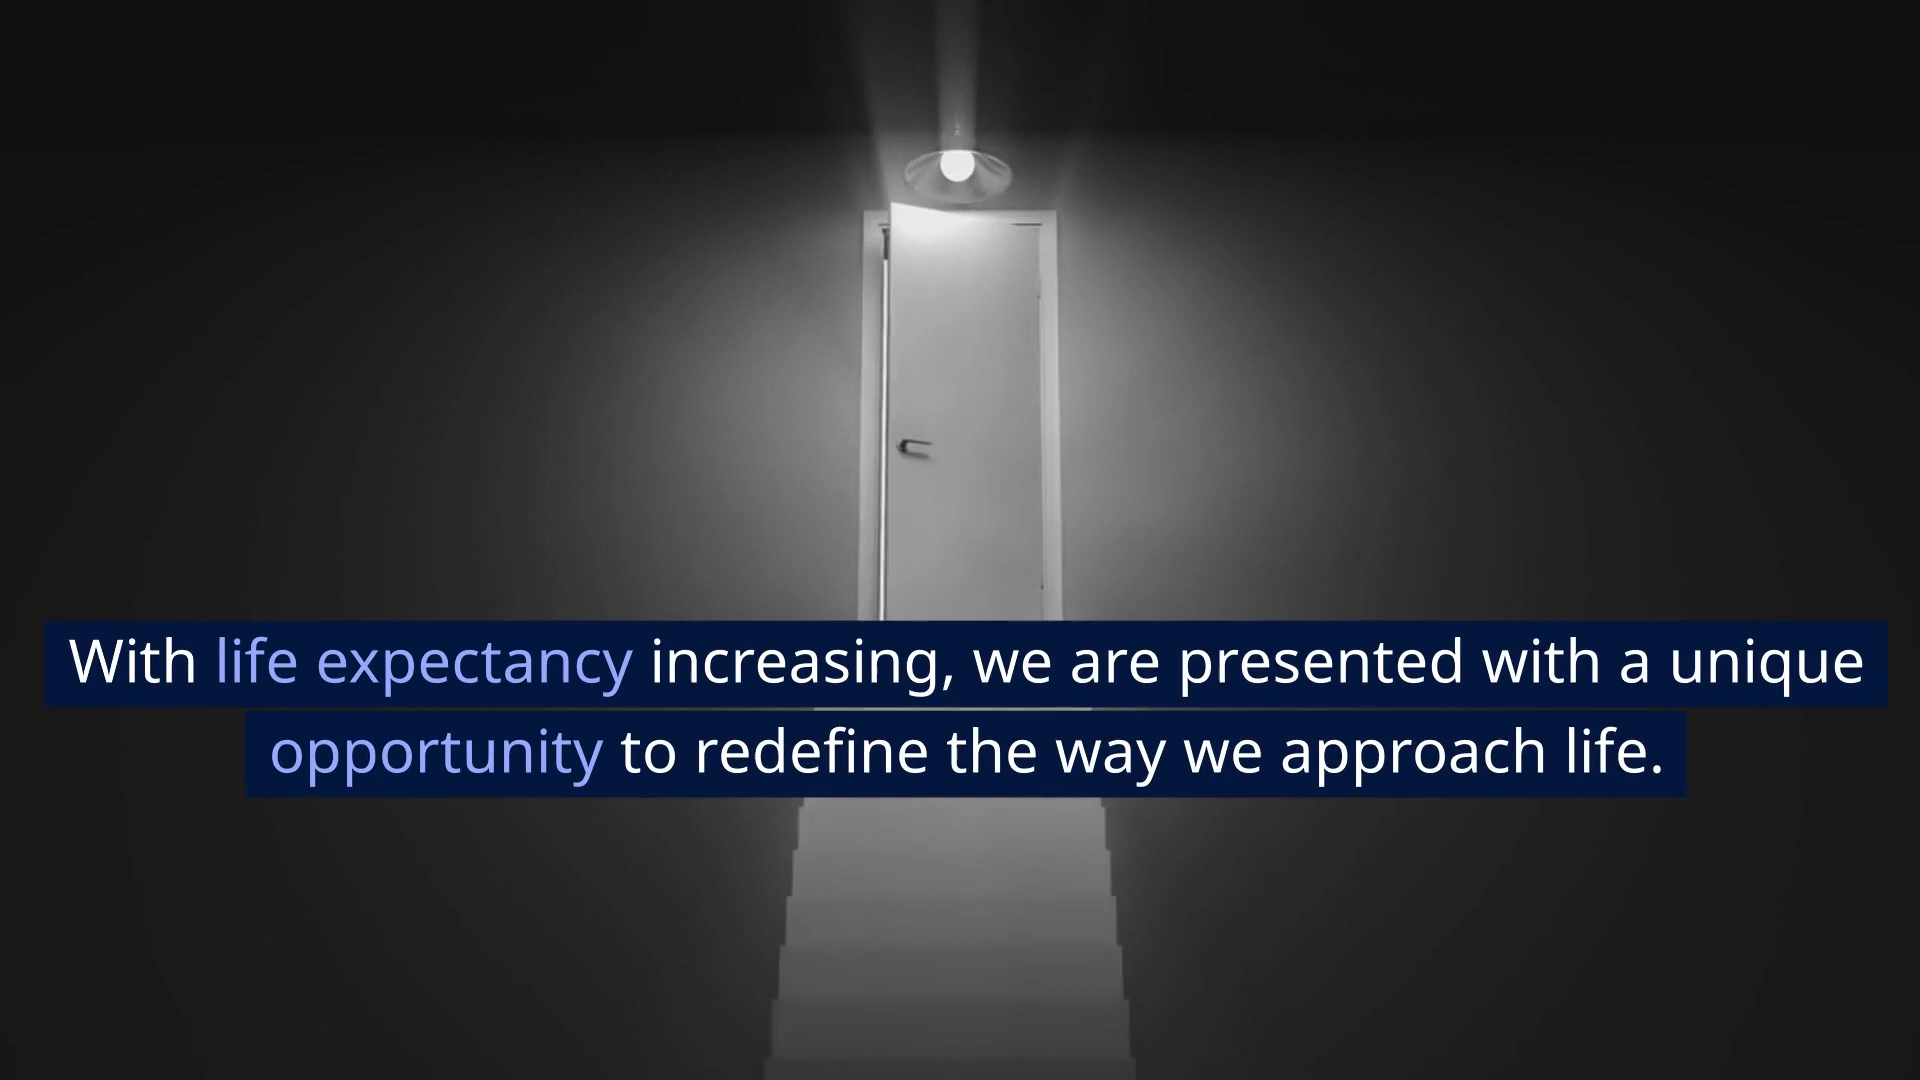 With life expectancy increasing, we are presented with a unique
opportunity to redefine the way we approach life.